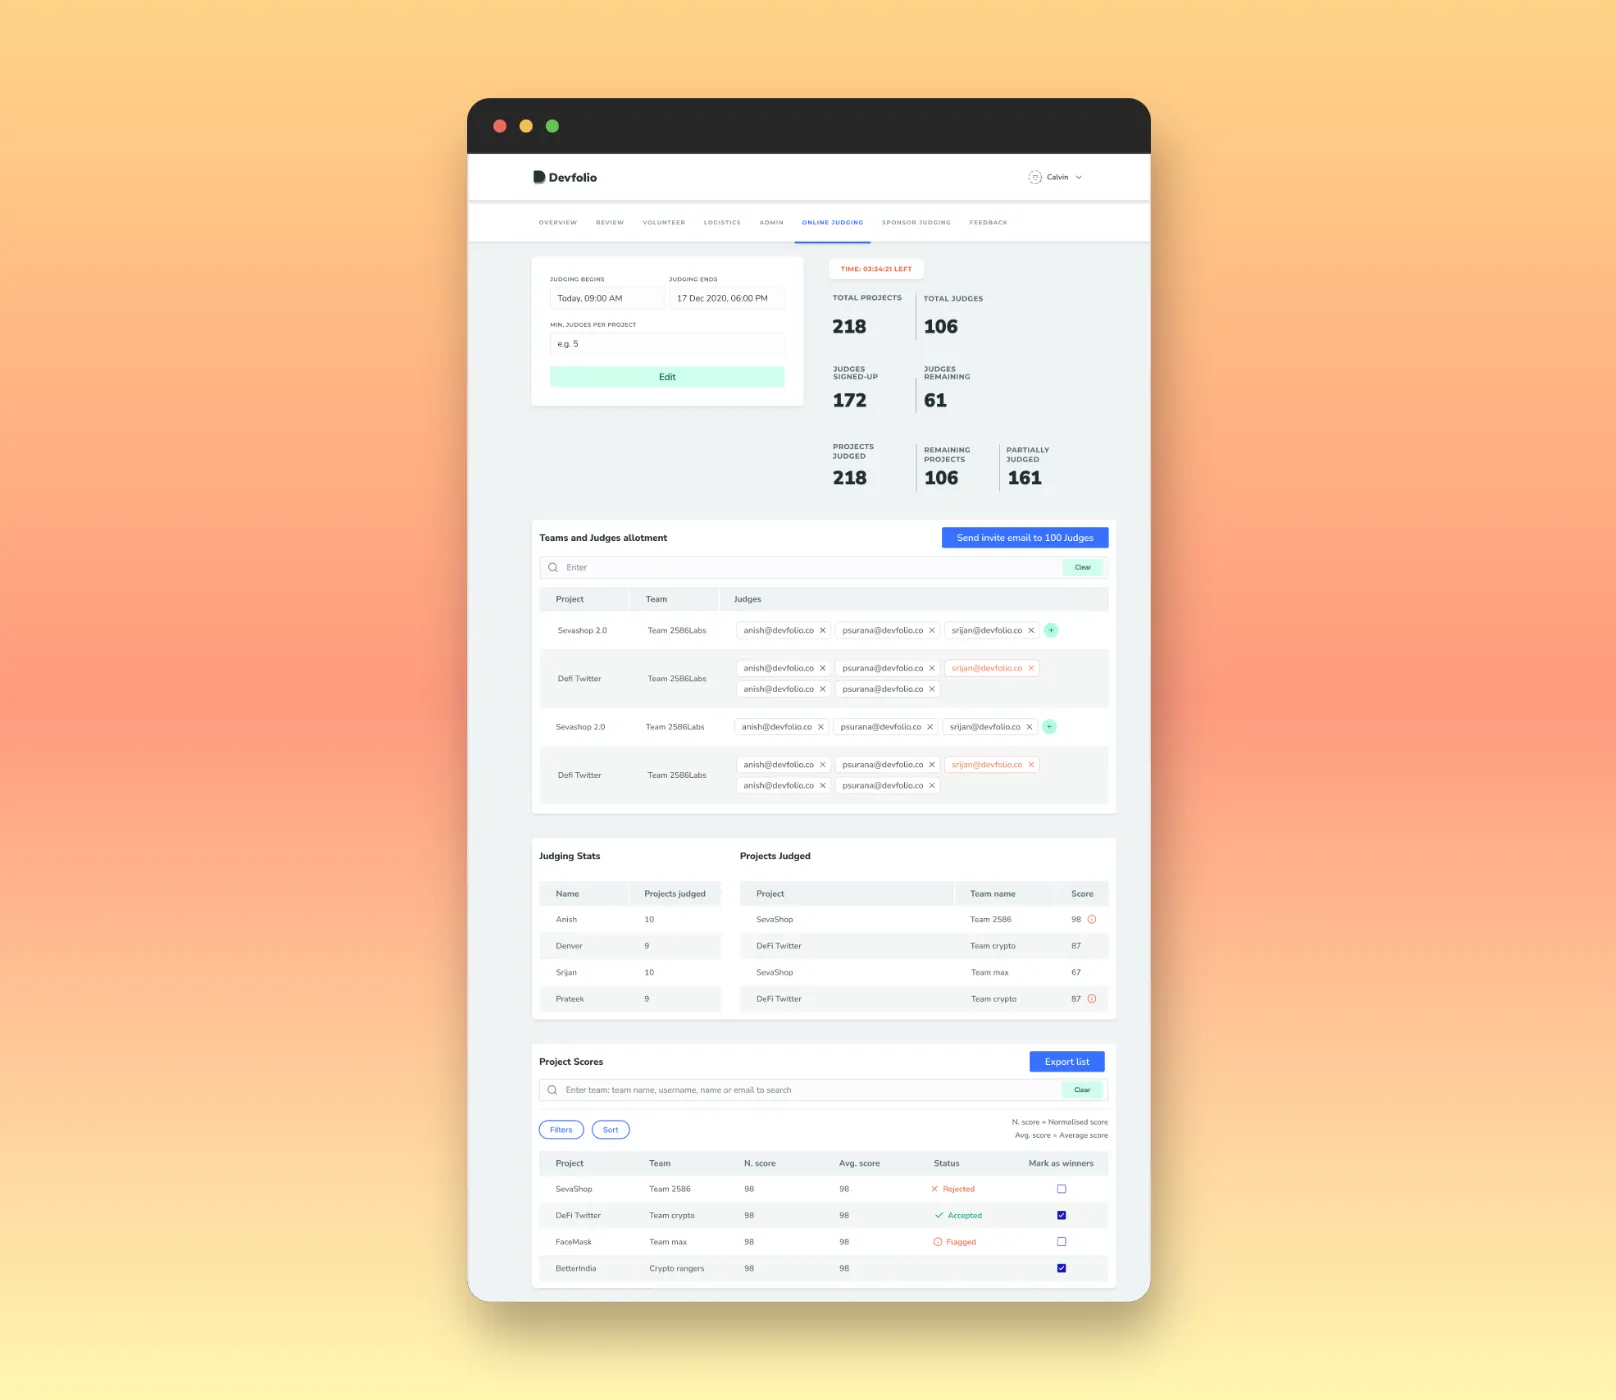 Devfolio
Calvin
OVERVIEW REVIEW VOLUNTEER LOGISTICS ADMIN ONLINE JUDGING SPONSOR JUDGING FEEDBACK
JUDGING BEGINS JUDGING ENDS
Today, 09:00 AM 17 Dec 2020, 06:00 PM
MIN. JUDGES PER PROJECT
e.g. 5
Edit
TIME: 03:34:21 LEFT
TOTAL PROJECTS TOTAL JUDGES
218 106
JUDGES SIGNED-UP JUDGES REMAINING
172 61
PROJECTS JUDGED REMAINING PROJECTS PARTIALLY JUDGED
218 106 161
Teams and Judges allotment Send invite email to 100 Judges
Enter Clear
Project Team Judges
Sevashop 2.0 Team 2586Labs anish@devfolio.co psurana@devfolio.co srijan@devfolio.co
anish@devfolio.co psurana@devfolio.co srijan@devfolio.co
Defi Twitter Team 2586Labs
anish@devfolio.co psurana@devfolio.co
Sevashop 2.0 Team 2586Labs anish@devfolio.co psurana@devfolio.co srijan@devfolio.co
anish@devfolio.co psurana@devfolio.co srijan@devfolio.co
Defi Twitter Team 2586Labs
anish@devfolio.co psurana@devfolio.co
Judging Stats
Name Projects judged
Anish 10
Denver 9
Srijan 10
Prateek 9
Projects Judged
Project Team name Score
SevaShop Team 2586 98
DeFi Twitter Team crypto 87
SevaShop Team max 67
DeFi Twitter Team crypto 87
Project Scores Export list
Enter team: team name, username, name or email to search Clear
Filters Sort
N. score = Normalised score
Avg. score = Average score
Project Team N. score Avg. score Status Mark as winners
SevaShop Team 2586 98 98 Rejected
DeFi Twitter Team crypto 98 98 Accepted
FaceMask Team max 98 98 Flagged
BetterIndia Crypto rangers 98 98